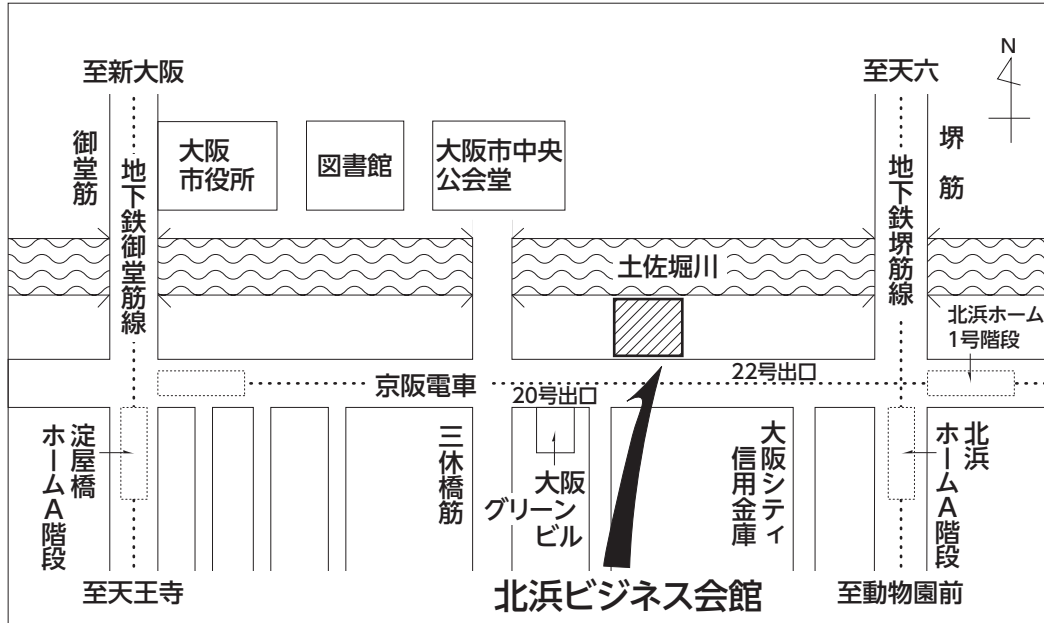 至新大阪
至天六
N
御堂筋
地下鉄御堂筋線
大阪
市役所
図書館
大阪市中央
公会堂
地下鉄堺筋線
堺筋
土佐堀川
北浜ホーム
1号階段
京阪電車
22号出口
20号出口
淀屋橋
ホームA階段
三休橋筋
大阪
グリーン
ビル
大阪シティ
信用金庫
北浜
ホームA階段
至天王寺
北浜ビジネス会館
至動物園前